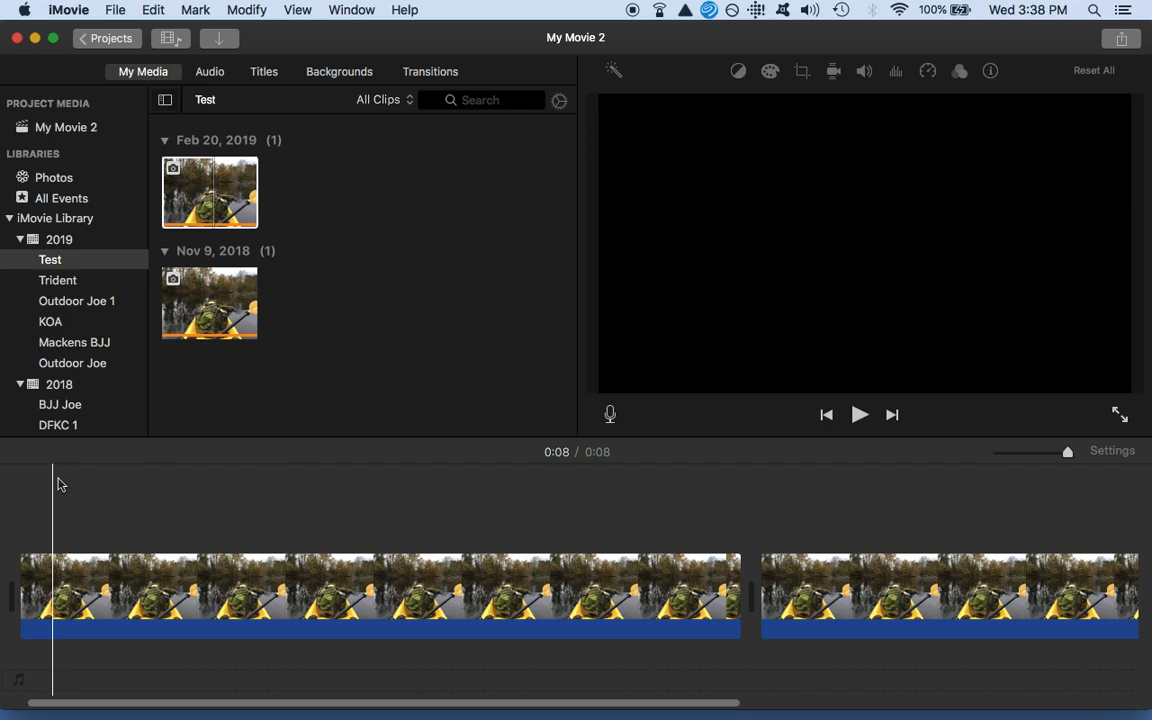 iMovie File Edit Mark Modify View Window Help 100% Wed 3:38 PM
Projects My Movie 2
My Media Audio Titles Backgrounds Transitions Reset All
PROJECT MEDIA
My Movie 2
LIBRARIES
Photos
All Events
iMovie Library
2019
Test
Trident
Outdoor Joe 1
KOA
Mackens BJJ
Outdoor Joe
2018
BJJ Joe
DFKC 1
Test All Clips Search
Feb 20, 2019 (1)
Nov 9, 2018 (1)
0:08 / 0:08 Settings